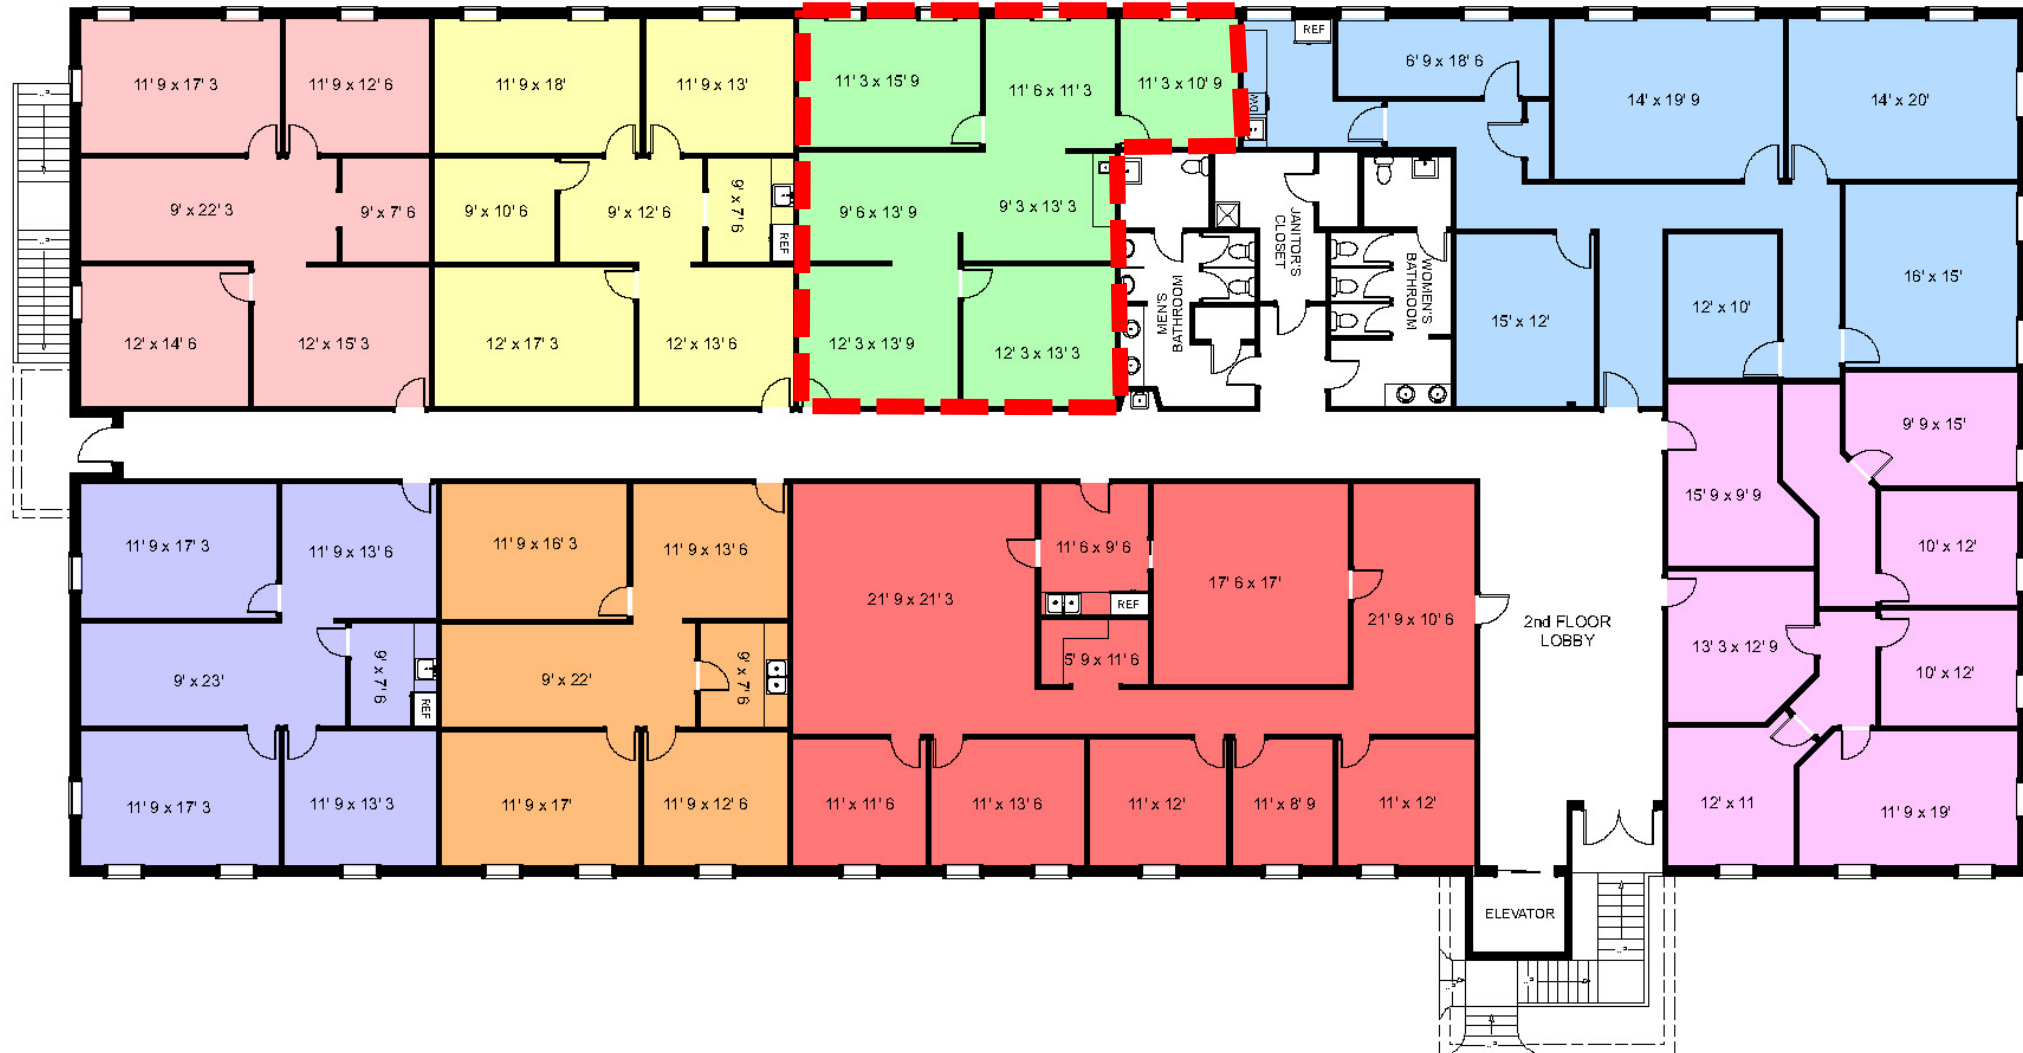 REF
11' 9 x 17' 3
11' 9 x 12' 6
11' 9 x 18'
11' 9 x 13'
11' 3 x 15' 9
11' 6 x 11' 3
11' 3 x 10' 9
6' 9 x 18' 6
14' x 19' 9
14' x 20'
DW
9' x 22' 3
9' x 7' 6
9' x 10' 6
9' x 12' 6
9' x 7' 6
REF
9' 6 x 13' 9
9' 3 x 13' 3
JANITOR'S
CLOSET
MEN'S
BATHROOM
WOMEN'S
BATHROOM
15' x 12'
12' x 10'
16' x 15'
12' x 14' 6
12' x 15' 3
12' x 17' 3
12' x 13' 6
12' 3 x 13' 9
12' 3 x 13' 3
9' 9 x 15'
15' 9 x 9' 9
10' x 12'
11' 9 x 17' 3
11' 9 x 13' 6
11' 9 x 16' 3
11' 9 x 13' 6
21' 9 x 21' 3
11' 6 x 9' 6
REF
17' 6 x 17'
21' 9 x 10' 6
2nd FLOOR
LOBBY
13' 3 x 12' 9
10' x 12'
9' x 23'
9' x 7' 6
REF
9' x 22'
9' x 7' 6
5' 9 x 11' 6
11' 9 x 17' 3
11' 9 x 13' 3
11' 9 x 17'
11' 9 x 12' 6
11' x 11' 6
11' x 13' 6
11' x 12'
11' x 8' 9
11' x 12'
12' x 11
11' 9 x 19'
ELEVATOR